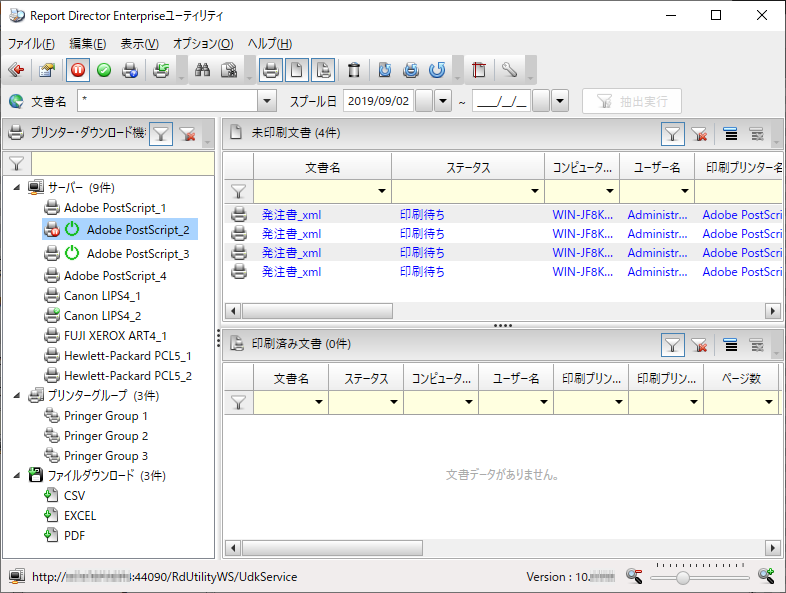 Report Director Enterpriseユーティリティ
ファイル(F) 編集(E) 表示(V) オプション(O) ヘルプ(H)
文書名 * スプール日 2019/09/02 ~ ___/__/__ 抽出実行
プリンター・ダウンロード機
サーバー (9件)
Adobe PostScript_1
Adobe PostScript_2
Adobe PostScript_3
Adobe PostScript_4
Canon LIPS4_1
Canon LIPS4_2
FUJI XEROX ART4_1
Hewlett-Packard PCL5_1
Hewlett-Packard PCL5_2
プリンターグループ (3件)
Pringer Group 1
Pringer Group 2
Pringer Group 3
ファイルダウンロード (3件)
CSV
EXCEL
PDF
未印刷文書 (4件)
文書名 ステータス コンピュータ... ユーザー名 印刷プリンター名
発注書_xml 印刷待ち WIN-JF8K... Administr... Adobe PostScri
発注書_xml 印刷待ち WIN-JF8K... Administr... Adobe PostScri
発注書_xml 印刷待ち WIN-JF8K... Administr... Adobe PostScri
発注書_xml 印刷待ち WIN-JF8K... Administr... Adobe PostScri
印刷済み文書 (0件)
文書名 ステータス コンピュータ... ユーザー名 印刷プリン... 印刷プリン... ページ数
文書データがありません。
http:// :44090/RdUtilityWS/UdkService Version : 10.